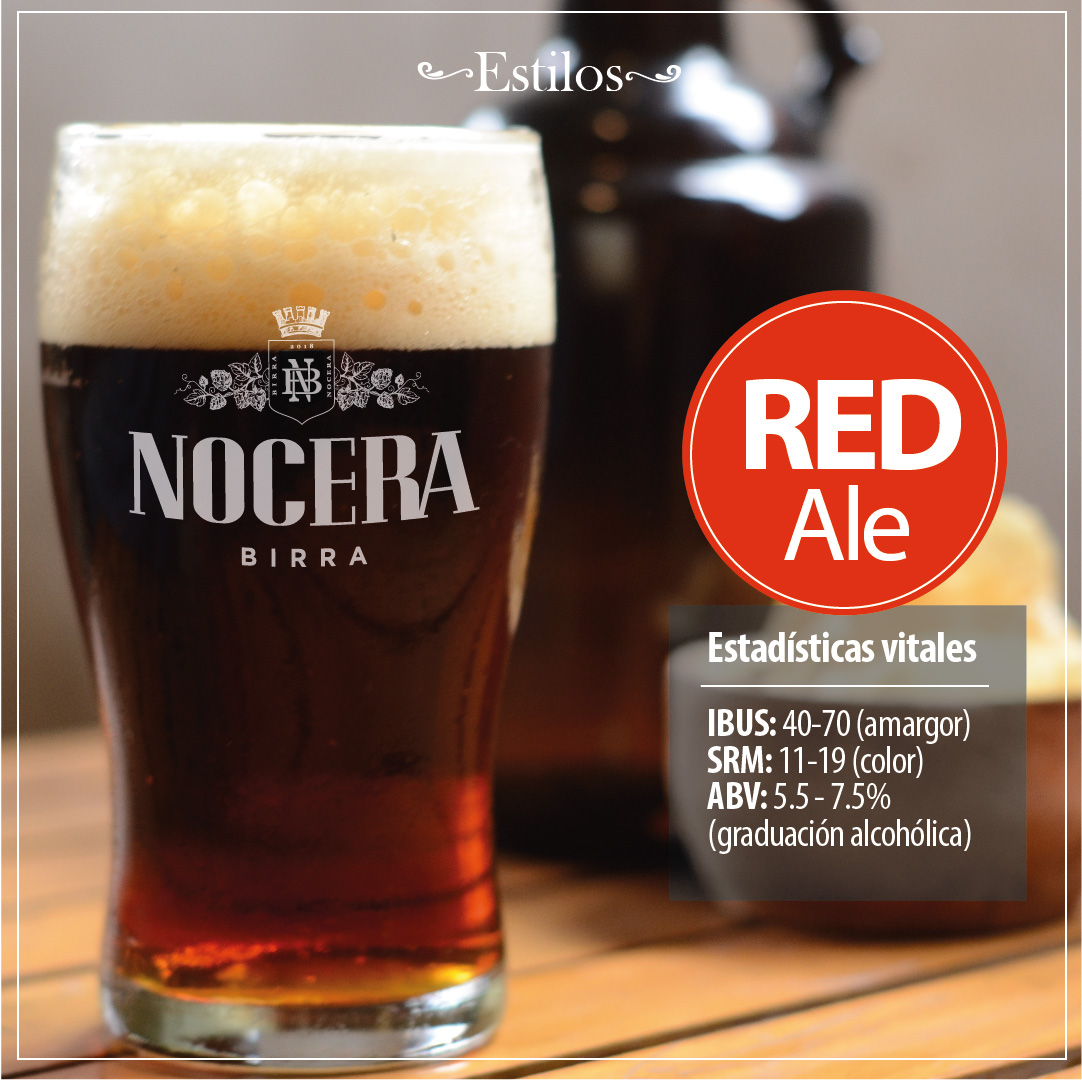 Estilos
2018
BIRRA
NB
NOCERA
NOCERA
BIRRA
RED
Ale
Estadísticas vitales
IBUS: 40-70 (amargor)
SRM: 11-19 (color)
ABV: 5.5 - 7.5%
(graduación alcohólica)